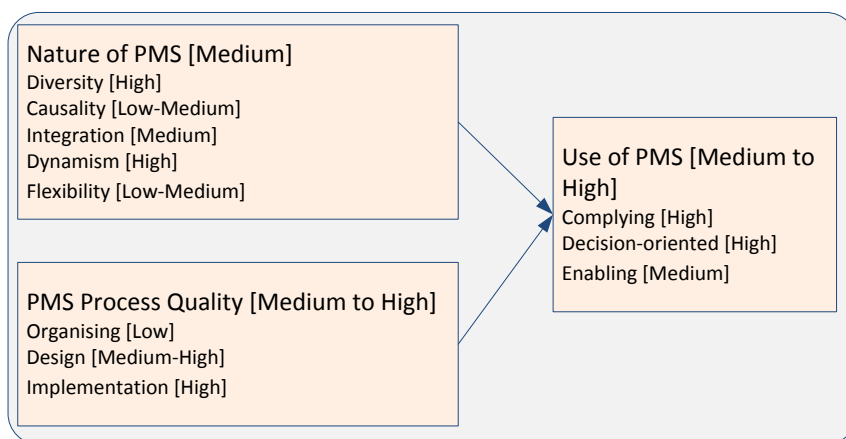 Nature of PMS [Medium]
Diversity [High]
Causality [Low-Medium]
Integration [Medium]
Dynamism [High]
Flexibility [Low-Medium]
PMS Process Quality [Medium to High]
Organising [Low]
Design [Medium-High]
Implementation [High]
Use of PMS [Medium to
High]
Complying [High]
Decision-oriented [High]
Enabling [Medium]